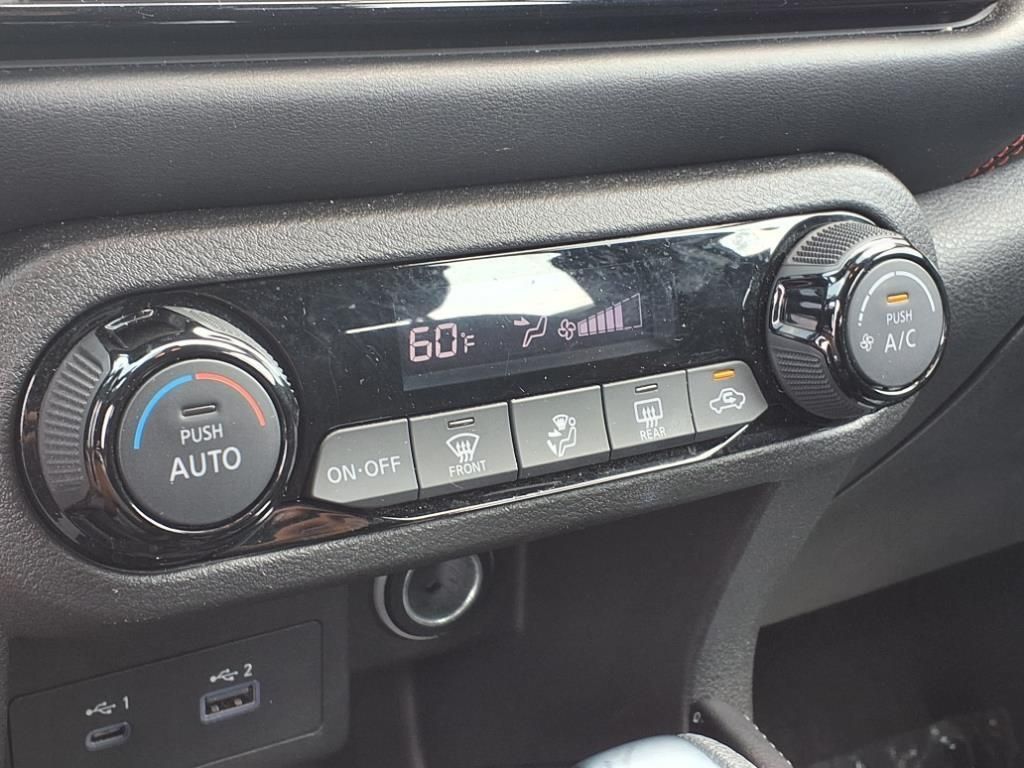 60°F
PUSH
A/C
PUSH
AUTO
ON·OFF
FRONT
REAR
1
2